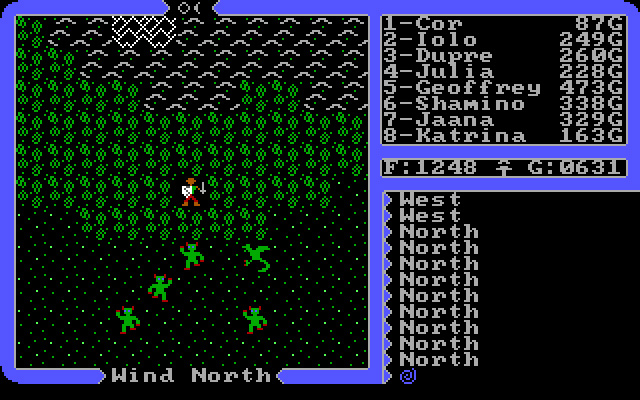 1-Cor 87G
2-Iolo 249G
3-Dupre 260G
4-Julia 228G
5-Geoffrey 473G
6-Shamino 338G
7-Jaana 329G
8-Katrina 163G
F:1248 G:0631
West
West
North
North
North
North
North
North
North
North
North
Wind North